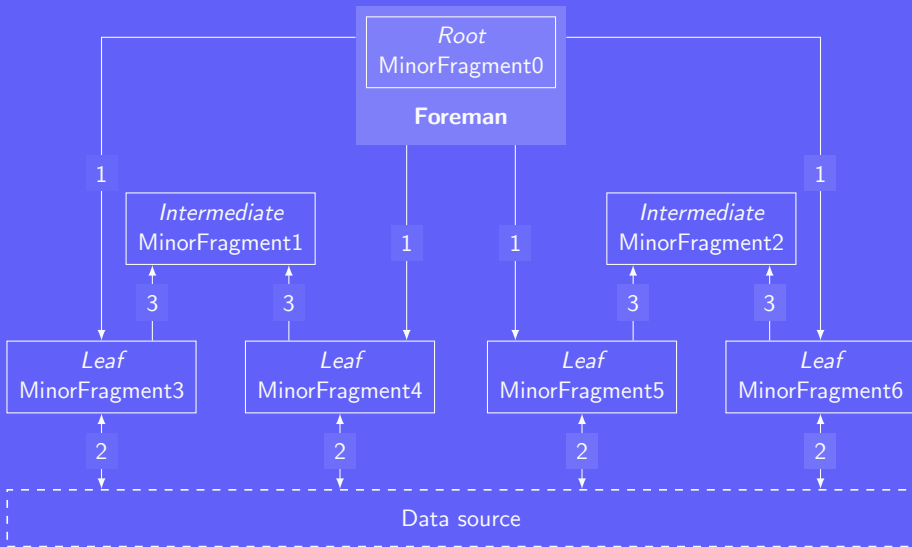 Root
MinorFragment0
Foreman
1
1
Intermediate
MinorFragment1
Intermediate
MinorFragment2
1
1
3
3
3
3
Leaf
MinorFragment3
Leaf
MinorFragment4
Leaf
MinorFragment5
Leaf
MinorFragment6
2
2
2
2
Data source